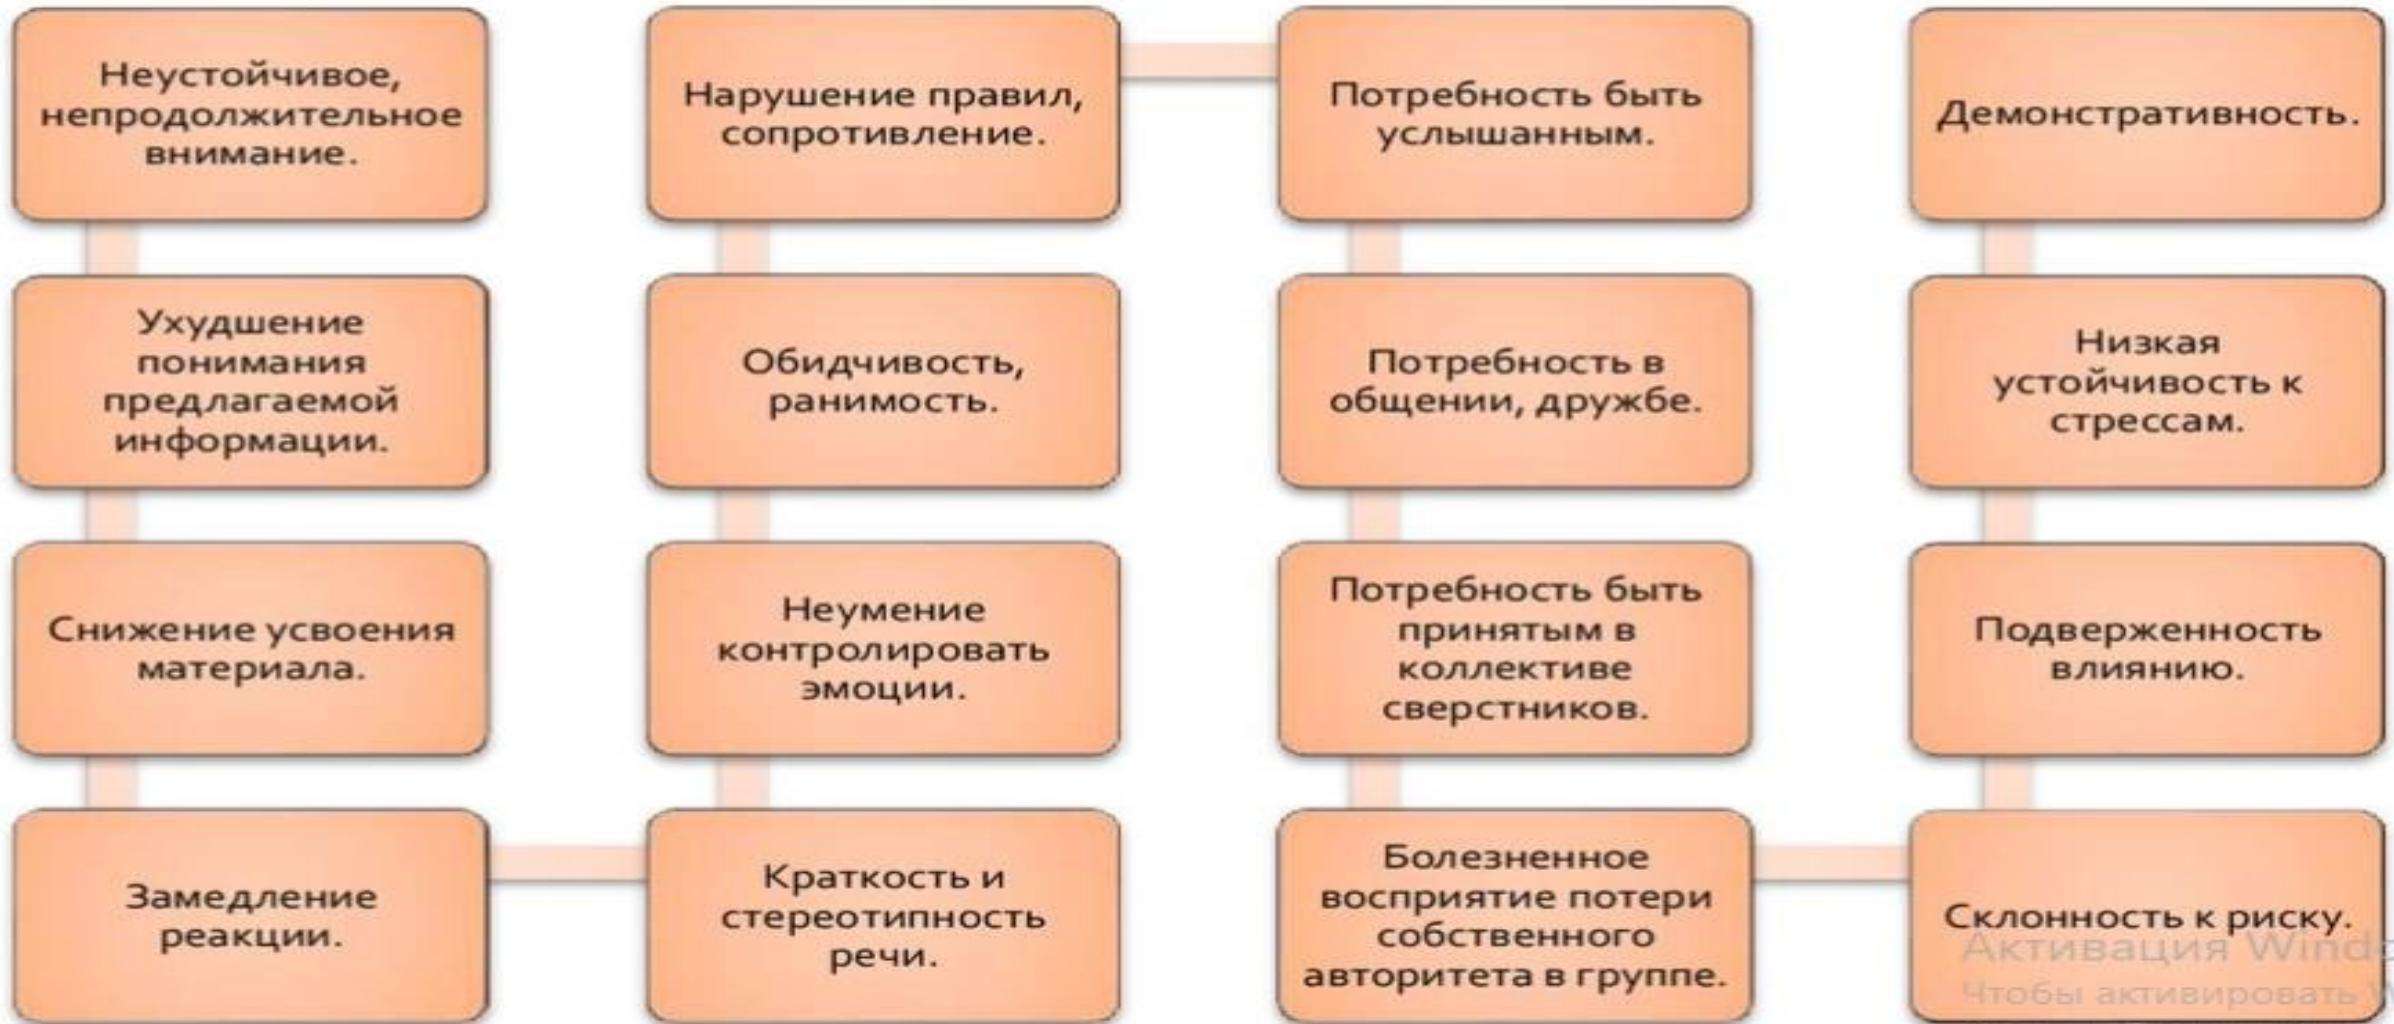 Неустойчивое,
непродолжительное
внимание.
Ухудшение
понимания
предлагаемой
информации.
Снижение усвоения
материала.
Замедление
реакции.
Краткость и
стереотипность
речи.
Неумение
контролировать
эмоции.
Обидчивость,
ранимость.
Нарушение правил,
сопротивление.
Потребность быть
услышанным.
Потребность в
общении, дружбе.
Потребность быть
принятым в
коллективе
сверстников.
Болезненное
восприятие потери
собственного
авторитета в группе.
Склонность к риску.
Подверженность
влиянию.
Низкая
устойчивость к
стрессам.
Демонстративность.
Активация
Чтобы активировать